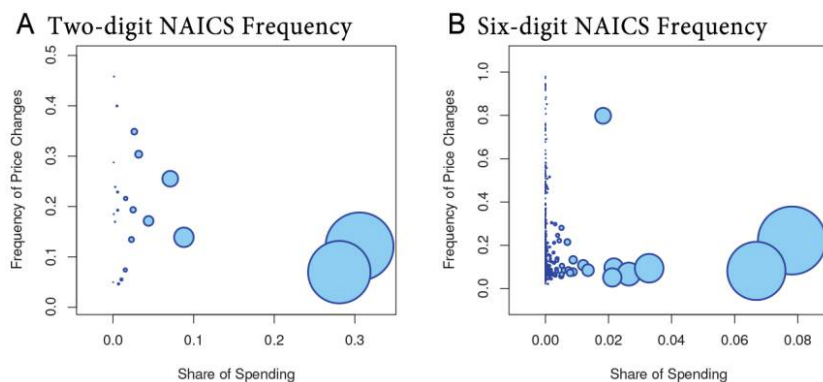 A Two-digit NAICS Frequency
Frequency of Price Changes
0.5
0.4
0.3
0.2
0.1
0.0
0.0 0.1 0.2 0.3
Share of Spending
B Six-digit NAICS Frequency
Frequency of Price Changes
1.0
0.8
0.6
0.4
0.2
0.0
0.00 0.02 0.04 0.06 0.08
Share of Spending